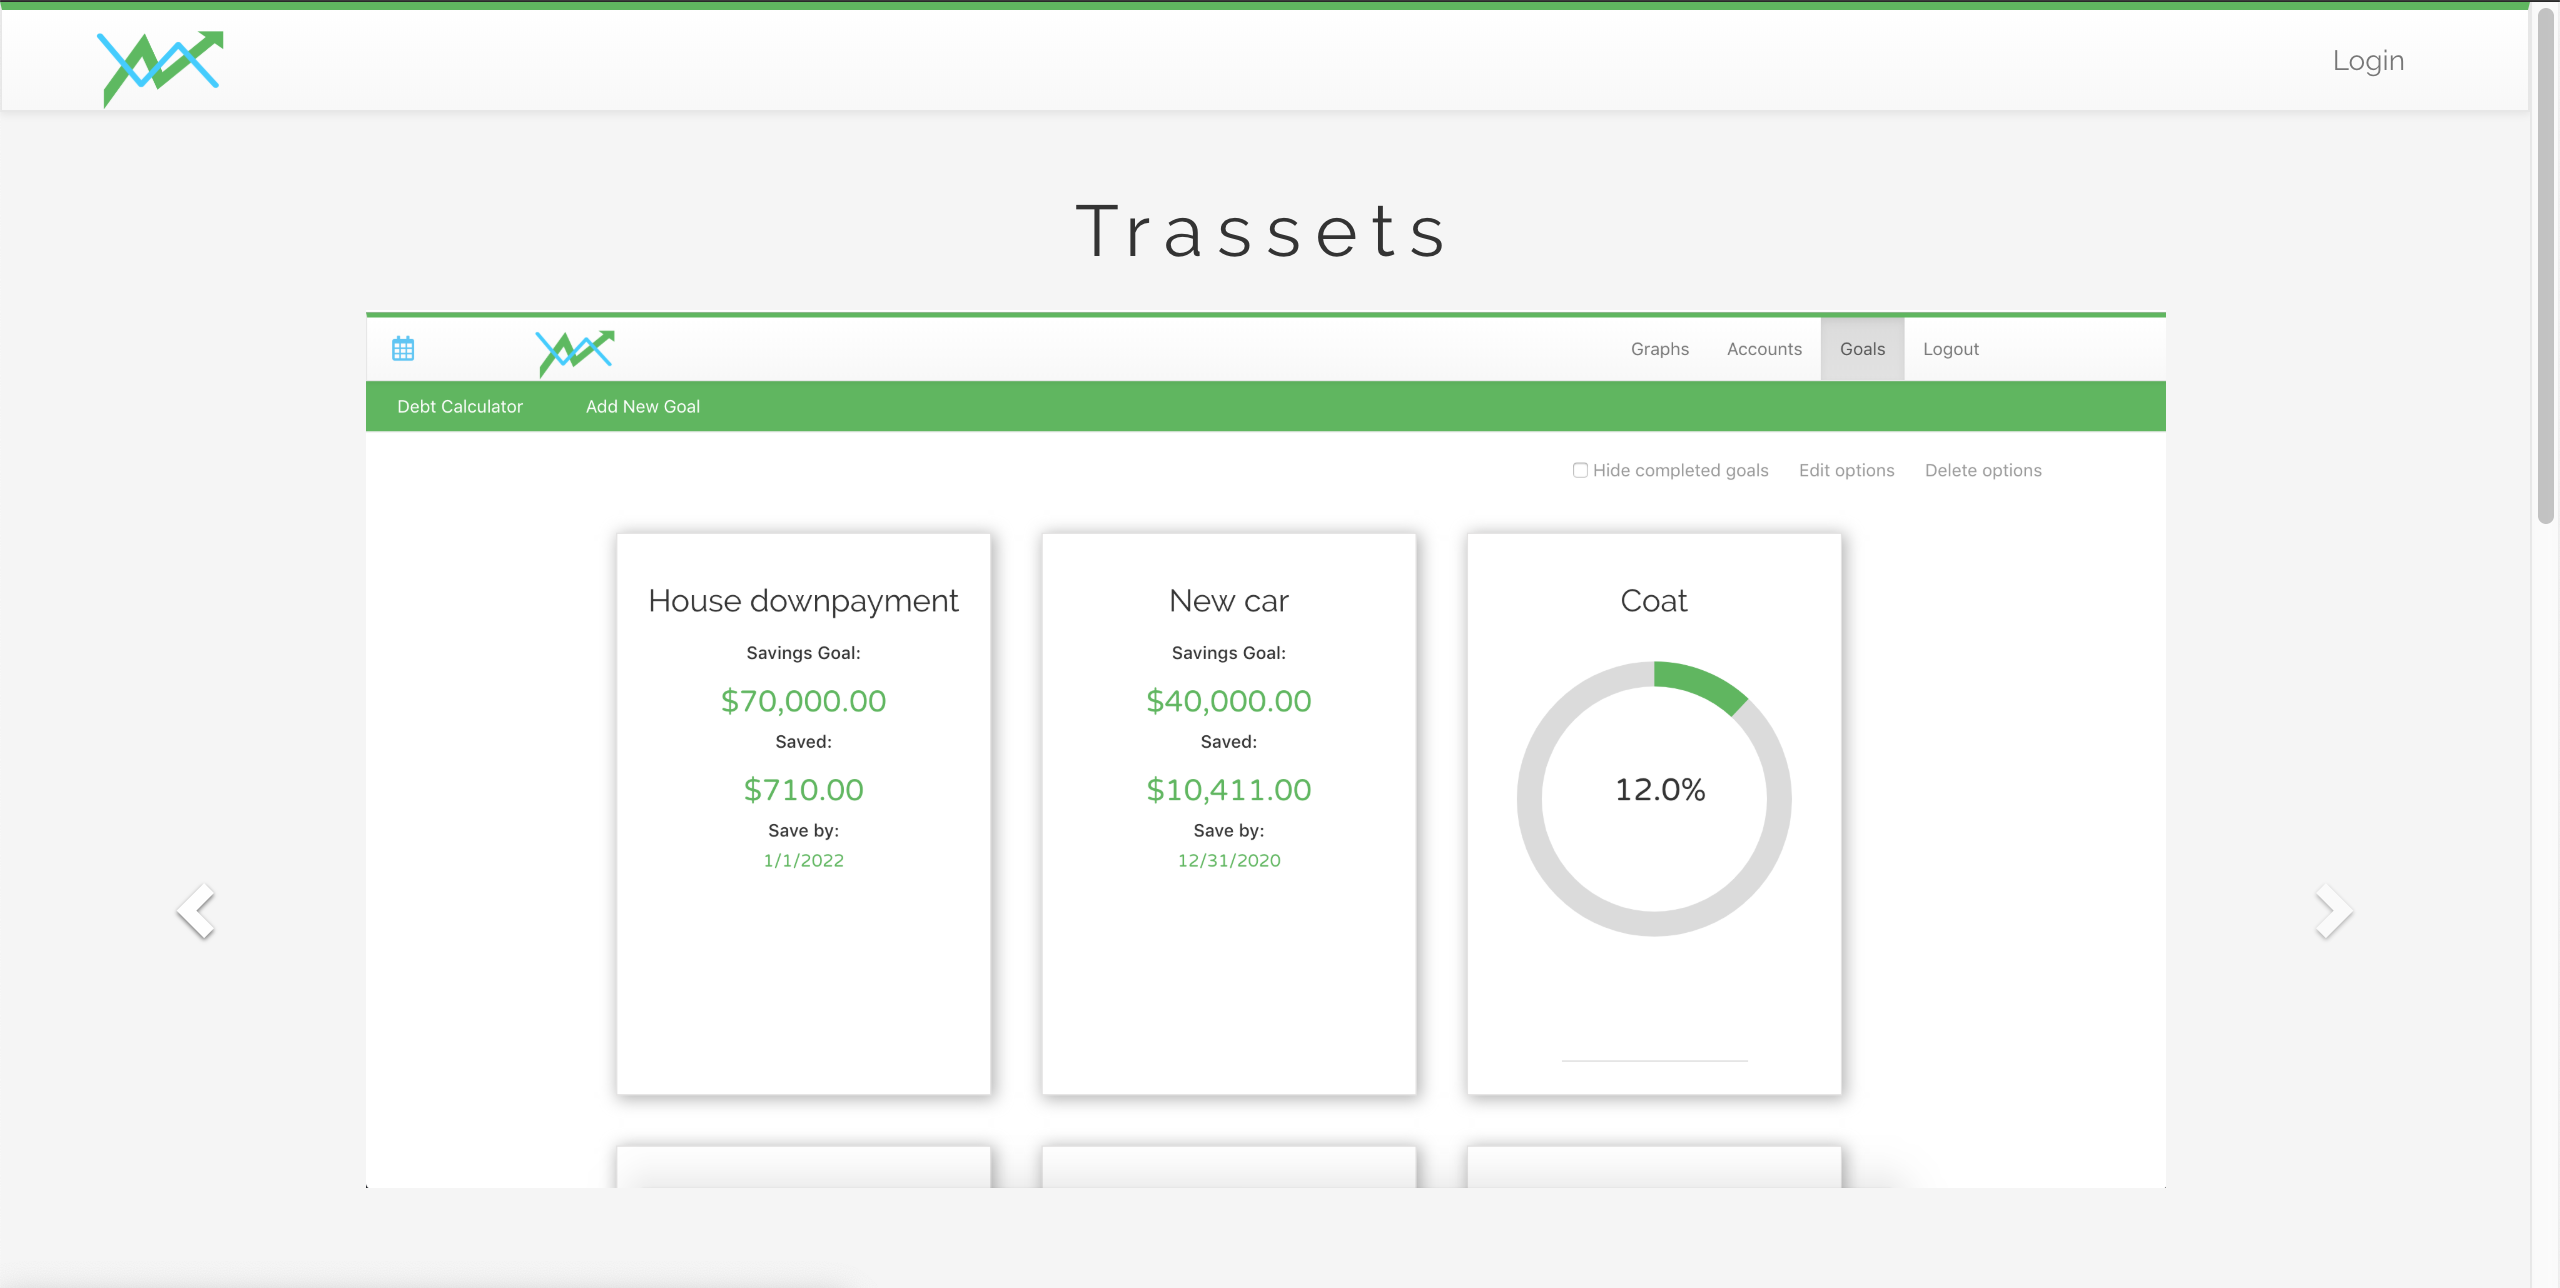 Login
Trassets
Graphs Accounts Goals Logout
Debt Calculator Add New Goal
Hide completed goals Edit options Delete options
House downpayment
Savings Goal:
$70,000.00
Saved:
$710.00
Save by:
1/1/2022
New car
Savings Goal:
$40,000.00
Saved:
$10,411.00
Save by:
12/31/2020
Coat
12.0%